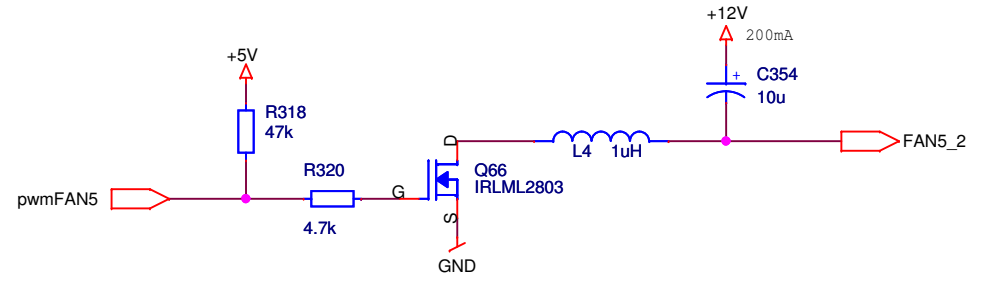 +12V
200mA
+5V
+
C354
10u
R318
47k
D
L4 1uH
FAN5_2
R320
Q66
IRLML2803
G
pwmFAN5
4.7k
S
GND